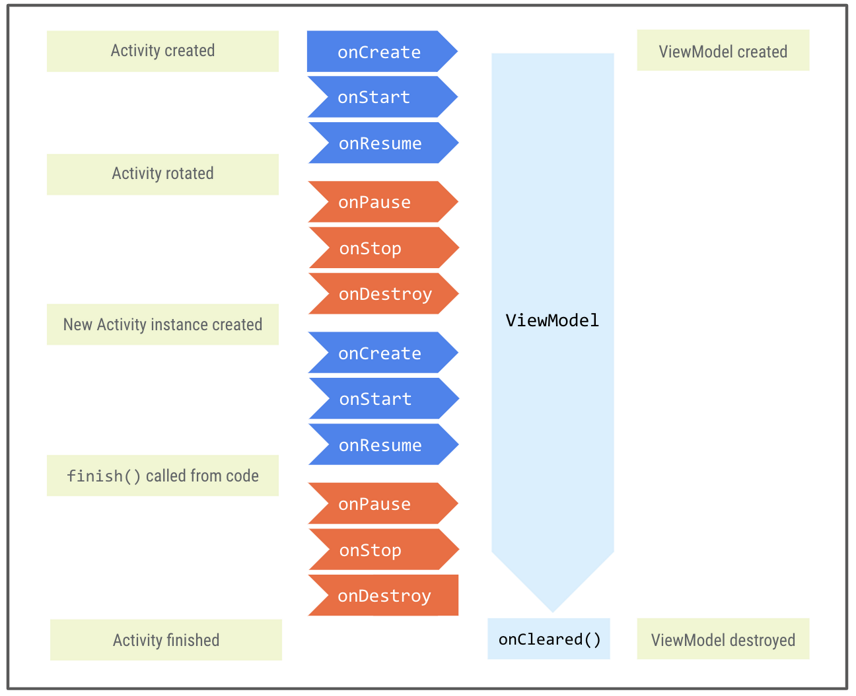 Activity created
onCreate
ViewModel created
onStart
onResume
Activity rotated
onPause
onStop
onDestroy
New Activity instance created
ViewModel
onCreate
onStart
onResume
finish() called from code
onPause
onStop
onDestroy
Activity finished
onCleared()
ViewModel destroyed